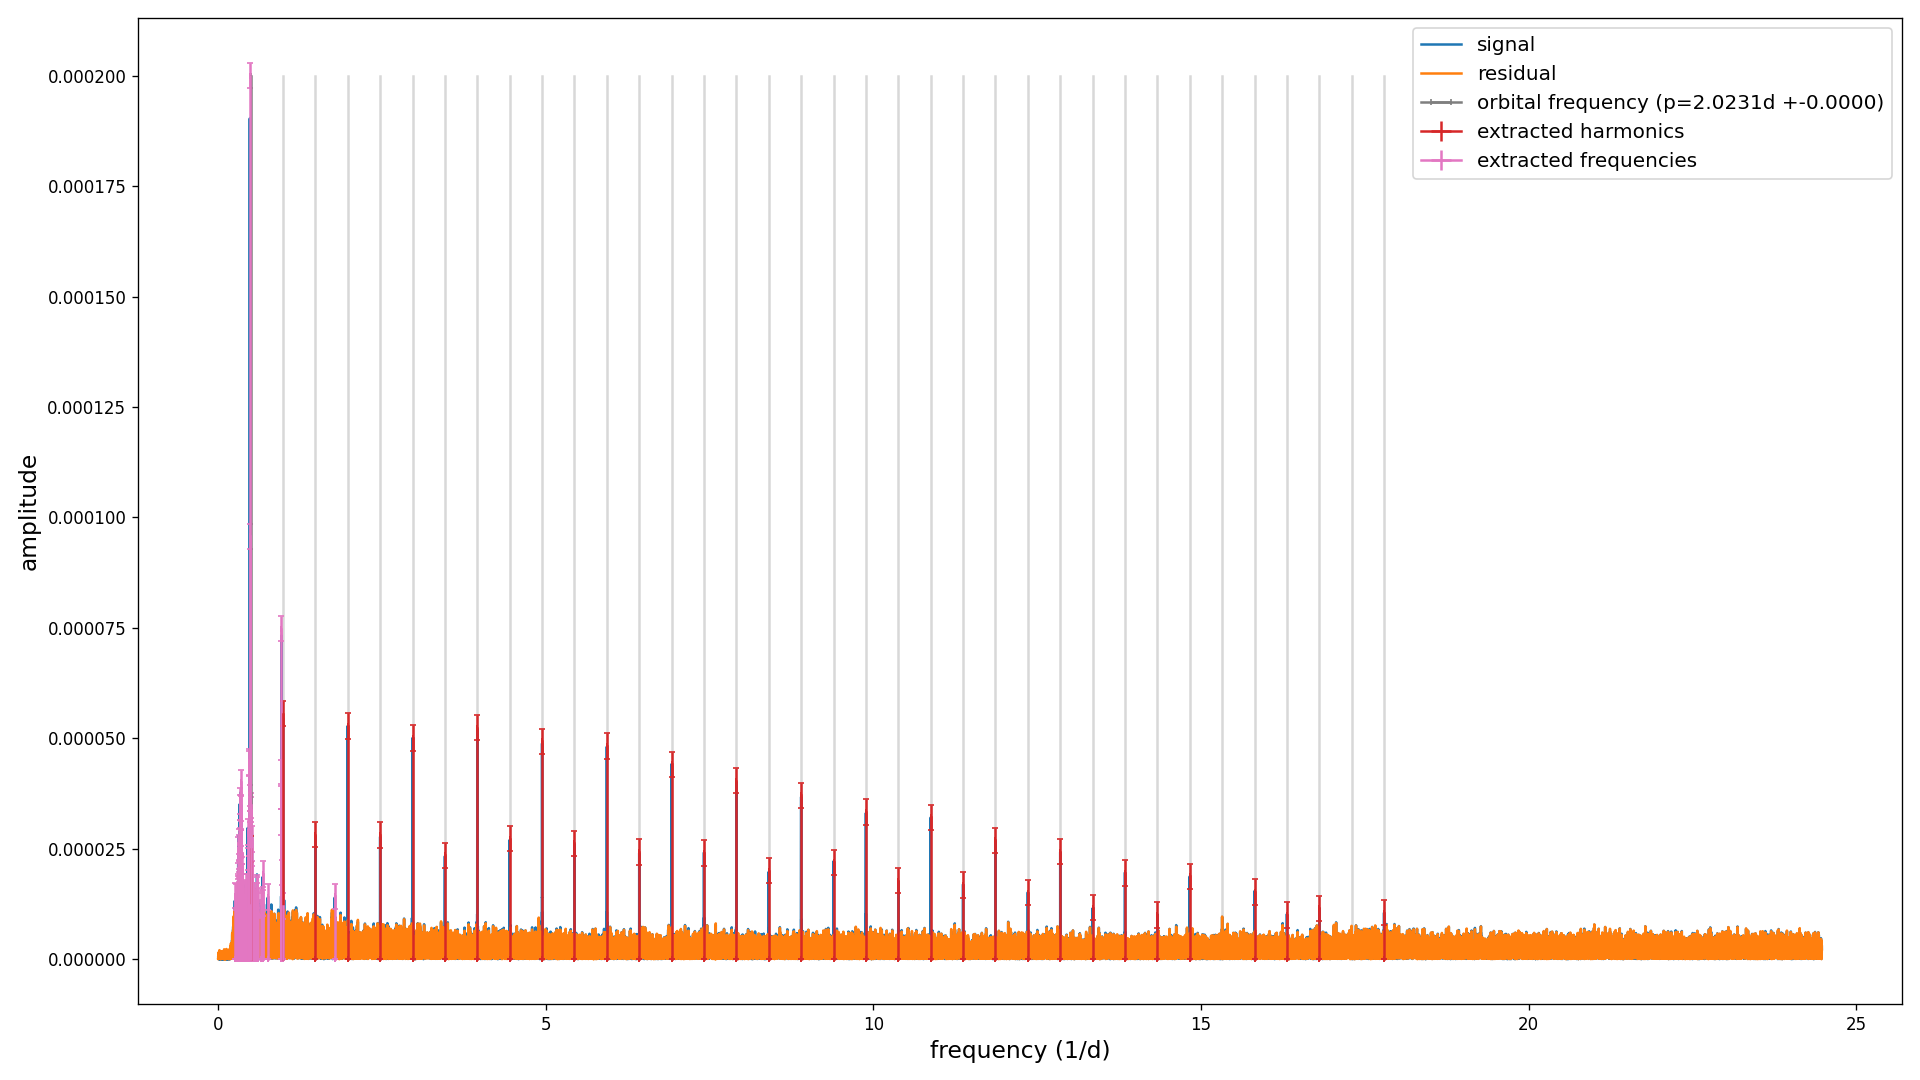 signal
residual
orbital frequency (p=2.0231d +-0.0000)
extracted harmonics
extracted frequencies
0.000200
0.000175
0.000150
0.000125
0.000100
0.000075
0.000050
0.000025
0.000000
amplitude
0 5 10 15 20 25
frequency (1/d)